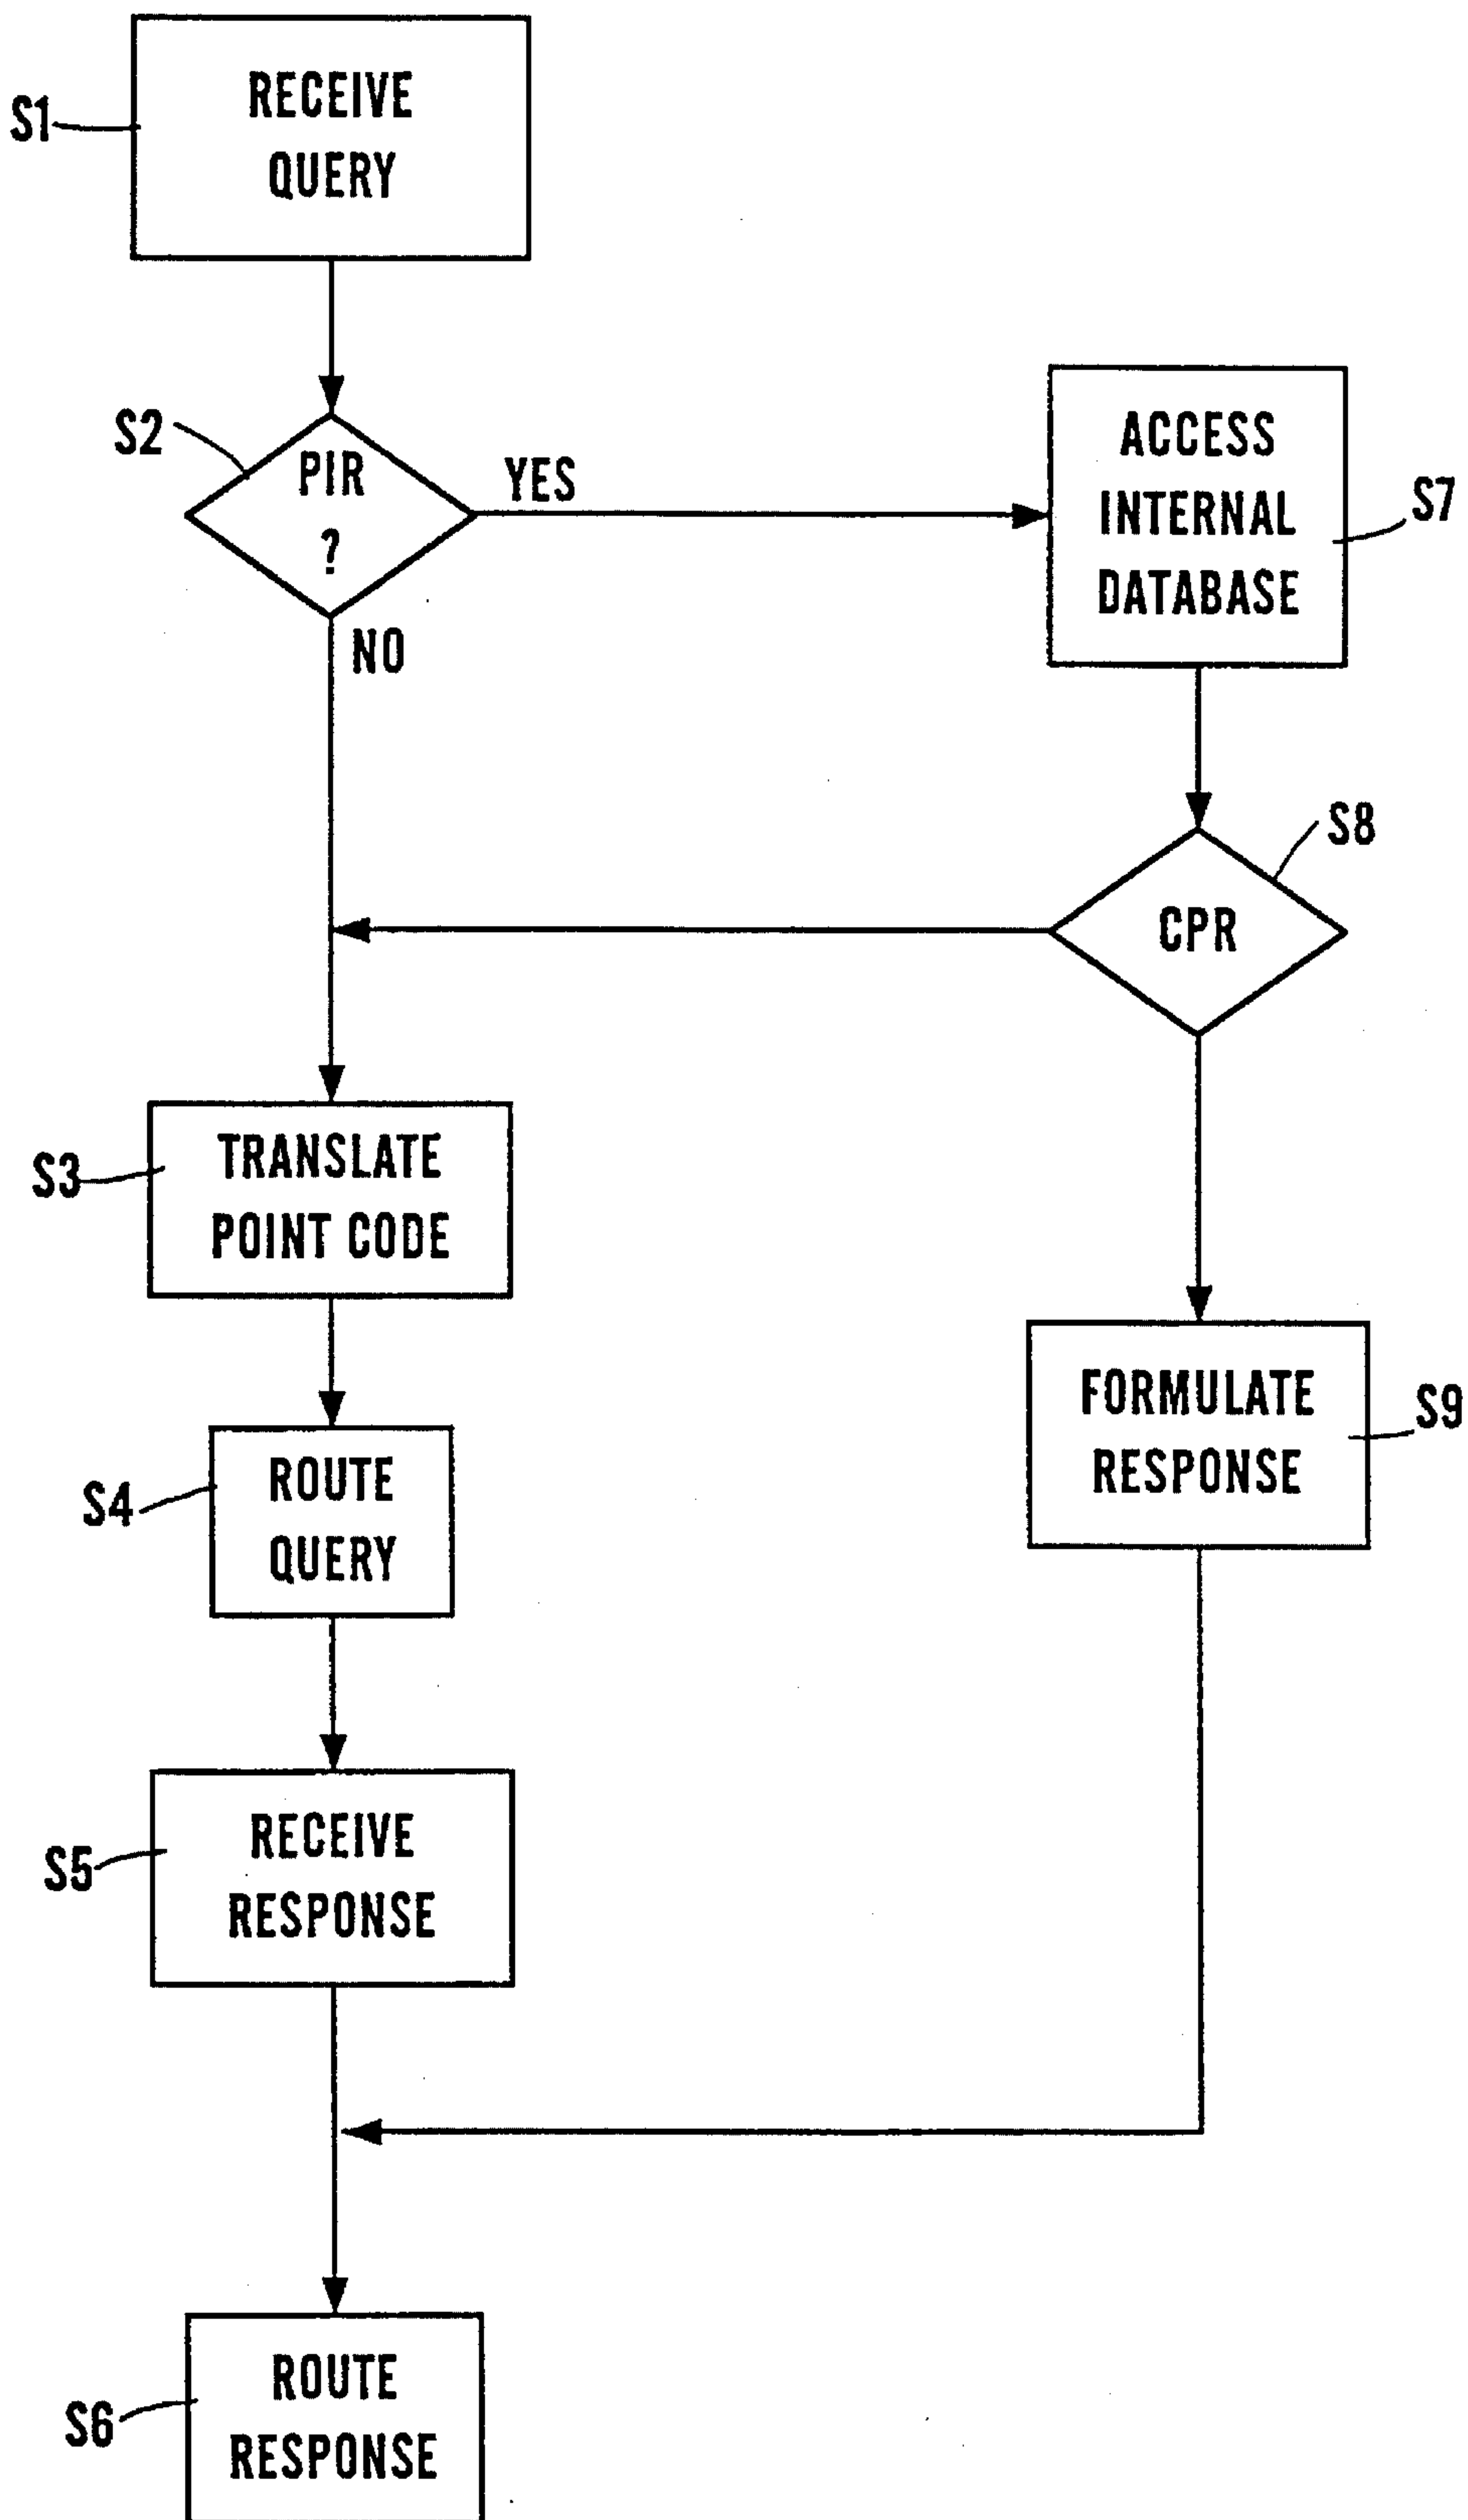 S1
RECEIVE
QUERY
S2
PIR
?
YES
NO
ACCESS
INTERNAL
DATABASE
S7
S8
CPR
S3
TRANSLATE
POINT CODE
S4
ROUTE
QUERY
FORMULATE
RESPONSE
S9
S5
RECEIVE
RESPONSE
S6
ROUTE
RESPONSE